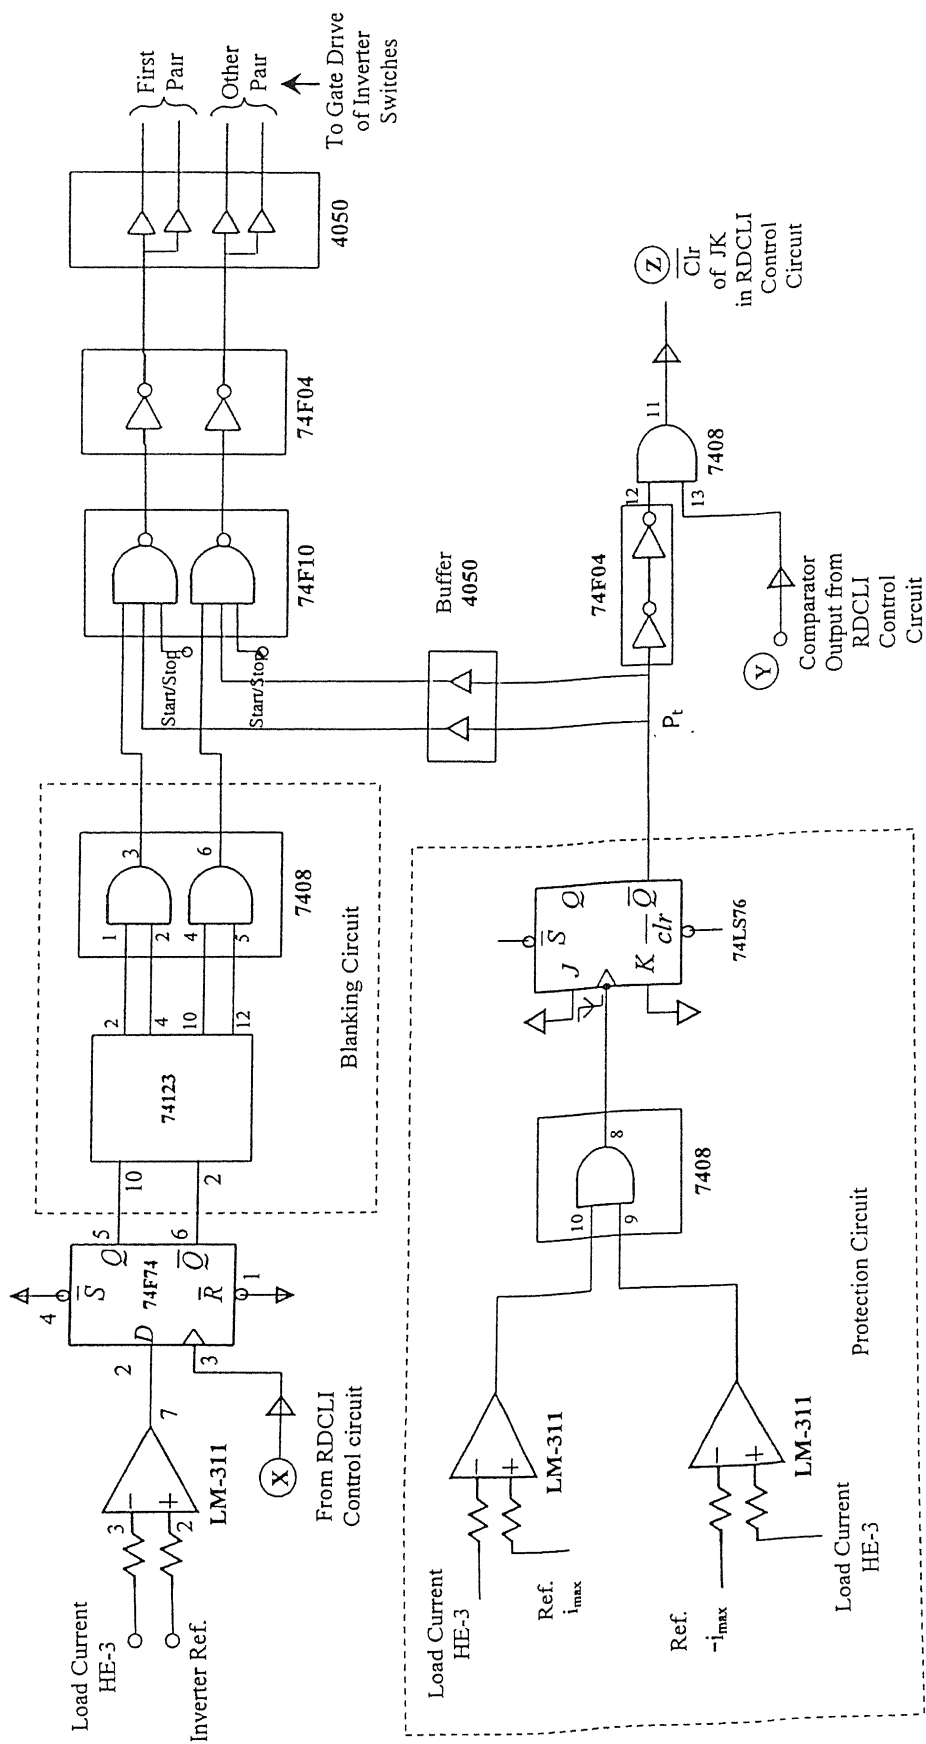 Load Current
HE-3
Inverter Ref.
3
2
−
+
LM-311
7
2
3
X
From RDCLI
Control circuit
4
S
D
Q
74F74
Q
R
1
5
6
10
2
74123
2
4
10
12
1
2
4
5
3
6
7408
Blanking Circuit
Start/Stop
Start/Stop
74F10
74F04
4050
First
Pair
Other
Pair
To Gate Drive
of Inverter
Switches
Buffer
4050
Load Current
HE-3
Ref.
imax
−
+
LM-311
Ref.
-imax
Load Current
HE-3
−
+
LM-311
10
9
8
7408
Protection Circuit
J
S
Q
K
clr
Q
74LS76
Pt
74F04
12
13
11
7408
Y
Comparator
Output from
RDCLI
Control
Circuit
Z
Clr
of JK
in RDCLI
Control
Circuit